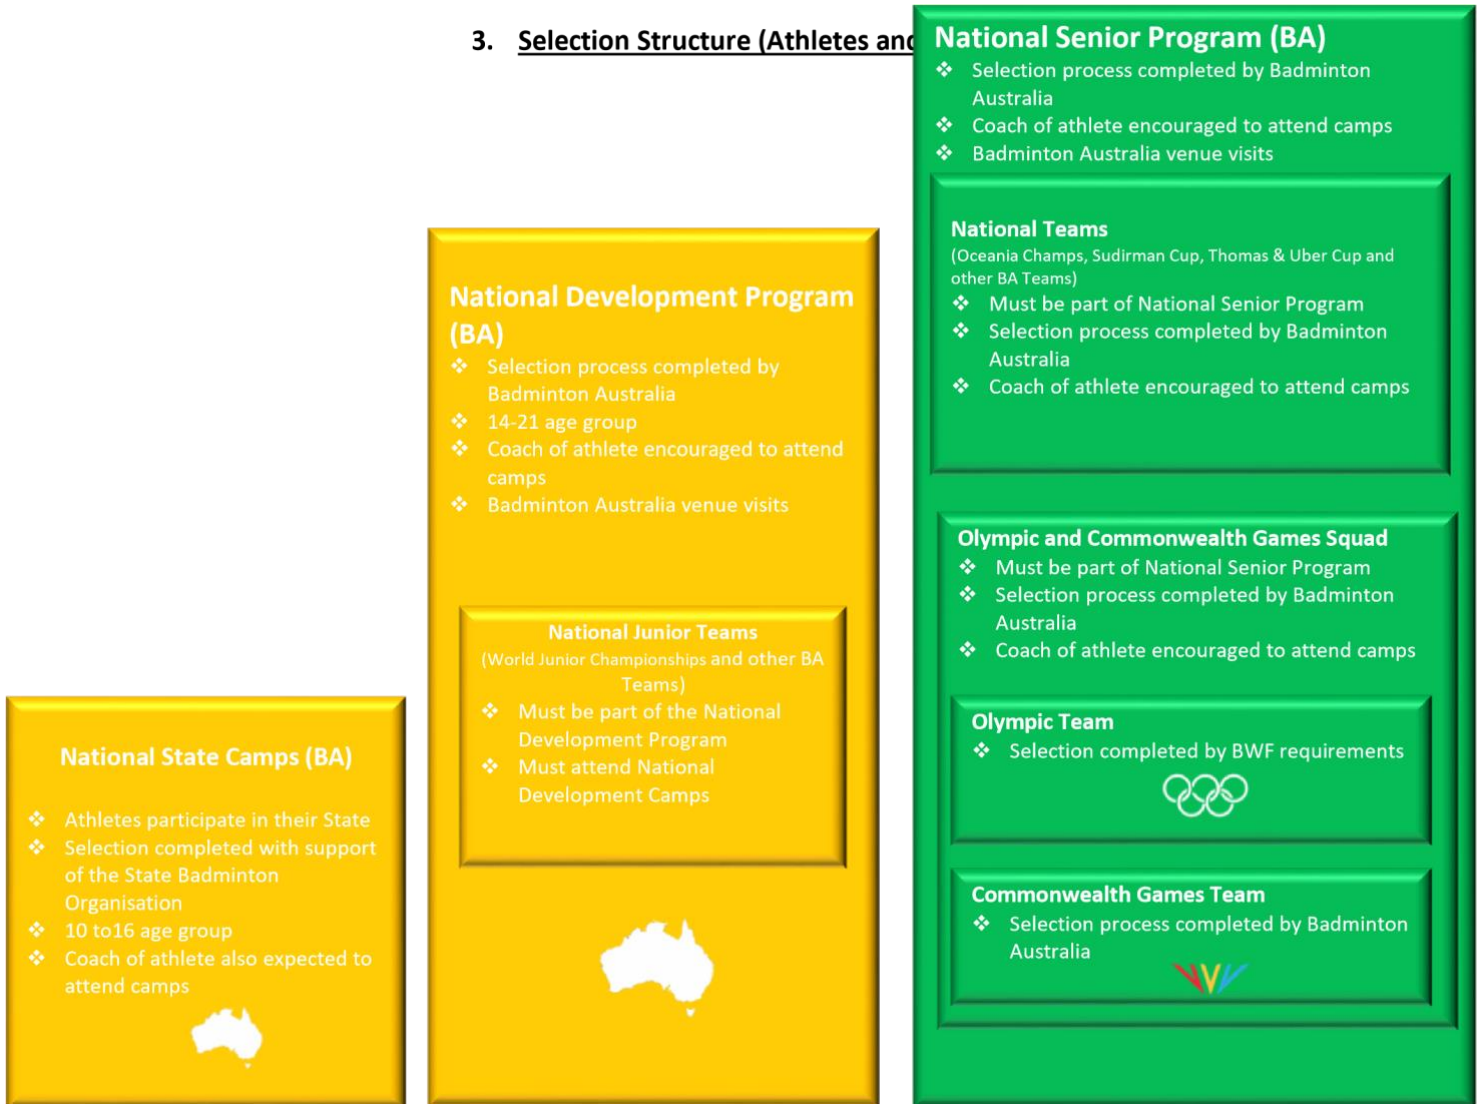 3. Selection Structure (Athletes and
National State Camps (BA)
❖ Athletes participate in their State
❖ Selection completed with support
of the State Badminton
Organisation
❖ 10 to16 age group
❖ Coach of athlete also expected to
attend camps
National Development Program
(BA)
❖ Selection process completed by
Badminton Australia
❖ 14-21 age group
❖ Coach of athlete encouraged to attend
camps
❖ Badminton Australia venue visits
National Junior Teams
(World Junior Championships and other BA
Teams)
❖ Must be part of the National
Development Program
❖ Must attend National
Development Camps
National Senior Program (BA)
❖ Selection process completed by Badminton
Australia
❖ Coach of athlete encouraged to attend camps
❖ Badminton Australia venue visits
National Teams
(Oceania Champs, Sudirman Cup, Thomas & Uber Cup and
other BA Teams)
❖ Must be part of National Senior Program
❖ Selection process completed by Badminton
Australia
❖ Coach of athlete encouraged to attend camps
Olympic and Commonwealth Games Squad
❖ Must be part of National Senior Program
❖ Selection process completed by Badminton
Australia
❖ Coach of athlete encouraged to attend camps
Olympic Team
❖ Selection completed by BWF requirements
Commonwealth Games Team
❖ Selection process completed by Badminton
Australia